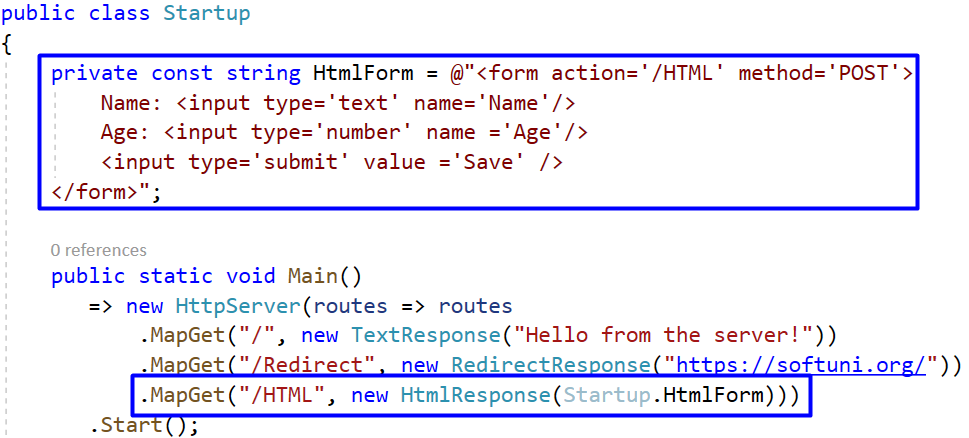 public class Startup
{
private const string HtmlForm = @"<form action='/HTML' method='POST'>
Name: <input type='text' name='Name'/>
Age: <input type='number' name ='Age'/>
<input type='submit' value ='Save' />
</form>";
0 references
public static void Main()
=> new HttpServer(routes => routes
.MapGet("/", new TextResponse("Hello from the server!"))
.MapGet("/Redirect", new RedirectResponse("https://softuni.org/"))
.MapGet("/HTML", new HtmlResponse(Startup.HtmlForm)))
.Start();